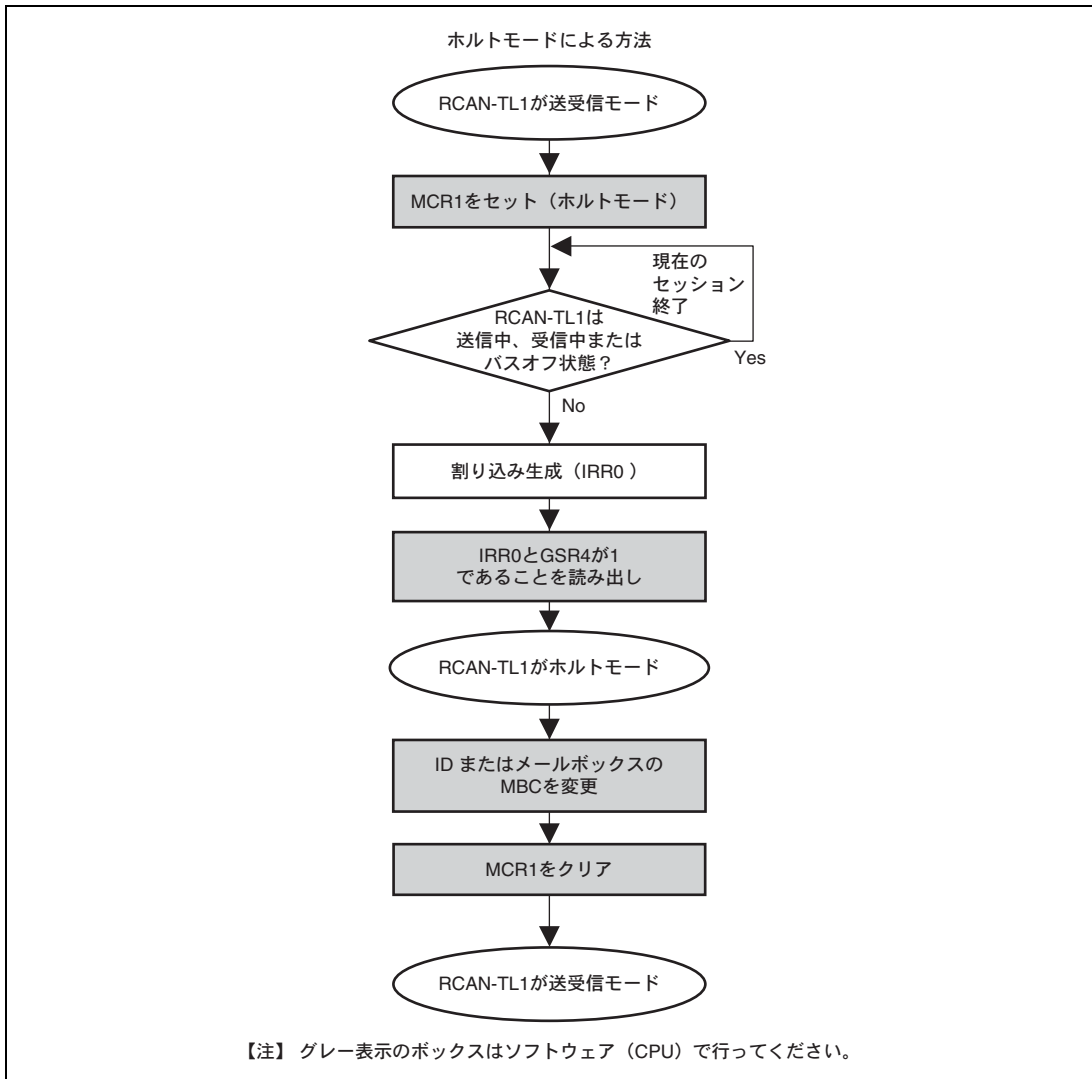 ホルトモードによる方法
RCAN-TL1が送受信モード
MCR1をセット（ホルトモード）
現在の
セッション
終了
RCAN-TL1は
送信中、受信中または
バスオフ状態？
Yes
No
割り込み生成（IRR0 ）
IRR0とGSR4が1
であることを読み出し
RCAN-TL1がホルトモード
ID またはメールボックスの
MBCを変更
MCR1をクリア
RCAN-TL1が送受信モード
【注】 グレー表示のボックスはソフトウェア（CPU）で行ってください。